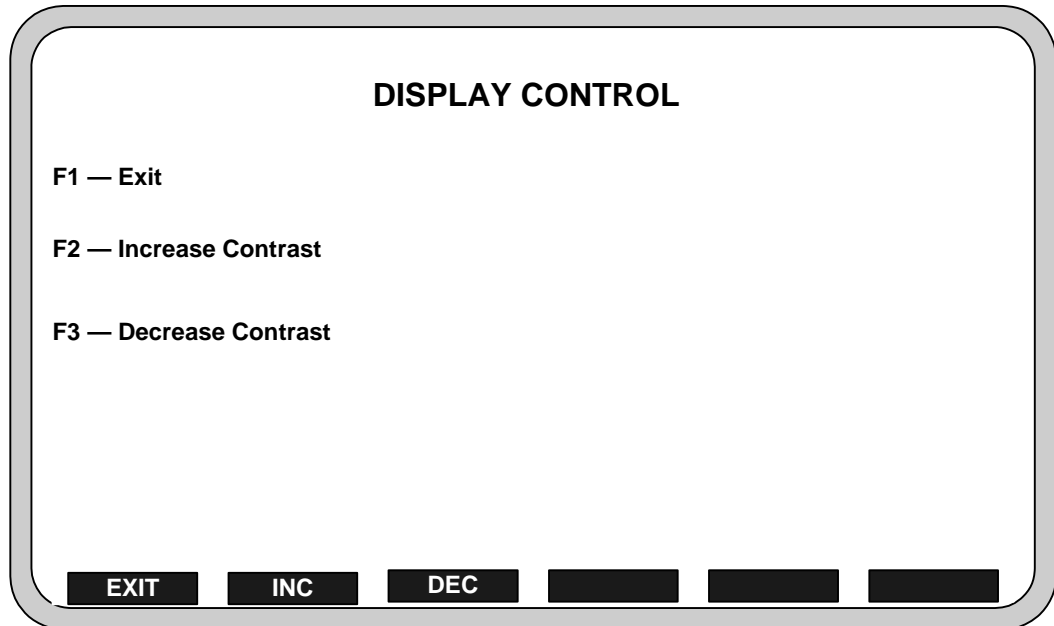 DISPLAY CONTROL
F1 — Exit
F2 — Increase Contrast
F3 — Decrease Contrast
EXIT INC DEC